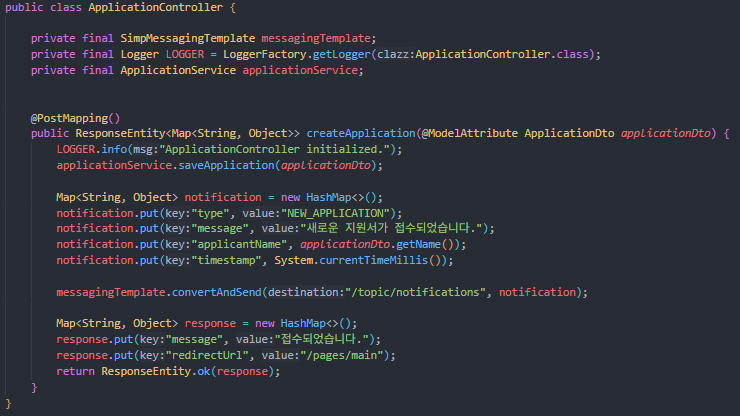 public class ApplicationController {
private final SimpMessagingTemplate messagingTemplate;
private final Logger LOGGER = LoggerFactory.getLogger(clazz:ApplicationController.class);
private final ApplicationService applicationService;
@PostMapping()
public ResponseEntity<Map<String, Object>> createApplication(@ModelAttribute ApplicationDto applicationDto) {
LOGGER.info(msg:"ApplicationController initialized.");
applicationService.saveApplication(applicationDto);
Map<String, Object> notification = new HashMap<>();
notification.put(key:"type", value:"NEW_APPLICATION");
notification.put(key:"message", value:"새로운 지원서가 접수되었습니다.");
notification.put(key:"applicantName", applicationDto.getName());
notification.put(key:"timestamp", System.currentTimeMillis());
messagingTemplate.convertAndSend(destination:"/topic/notifications", notification);
Map<String, Object> response = new HashMap<>();
response.put(key:"message", value:"접수되었습니다.");
response.put(key:"redirectUrl", value:"/pages/main");
return ResponseEntity.ok(response);
}
}